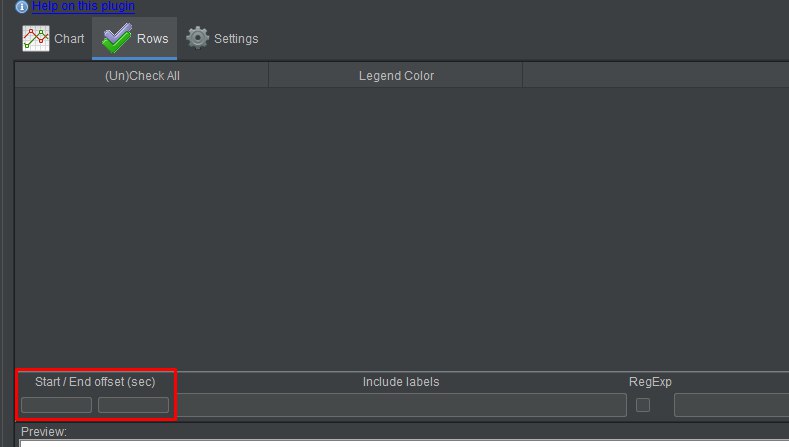 Help on this plugin
Chart Rows Settings
(Un)Check All Legend Color
Start / End offset (sec) Include labels RegExp
Preview: